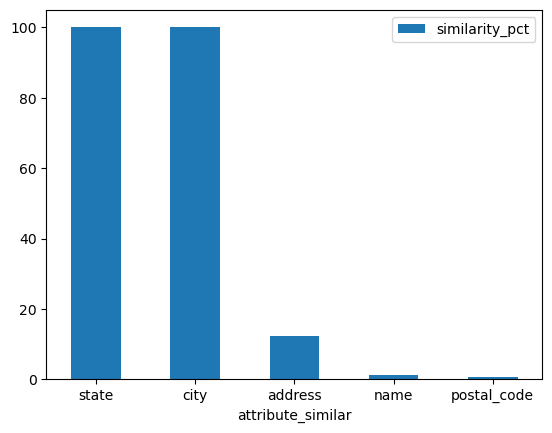 similarity_pct
100
80
60
40
20
0
state city address name postal_code
attribute_similar